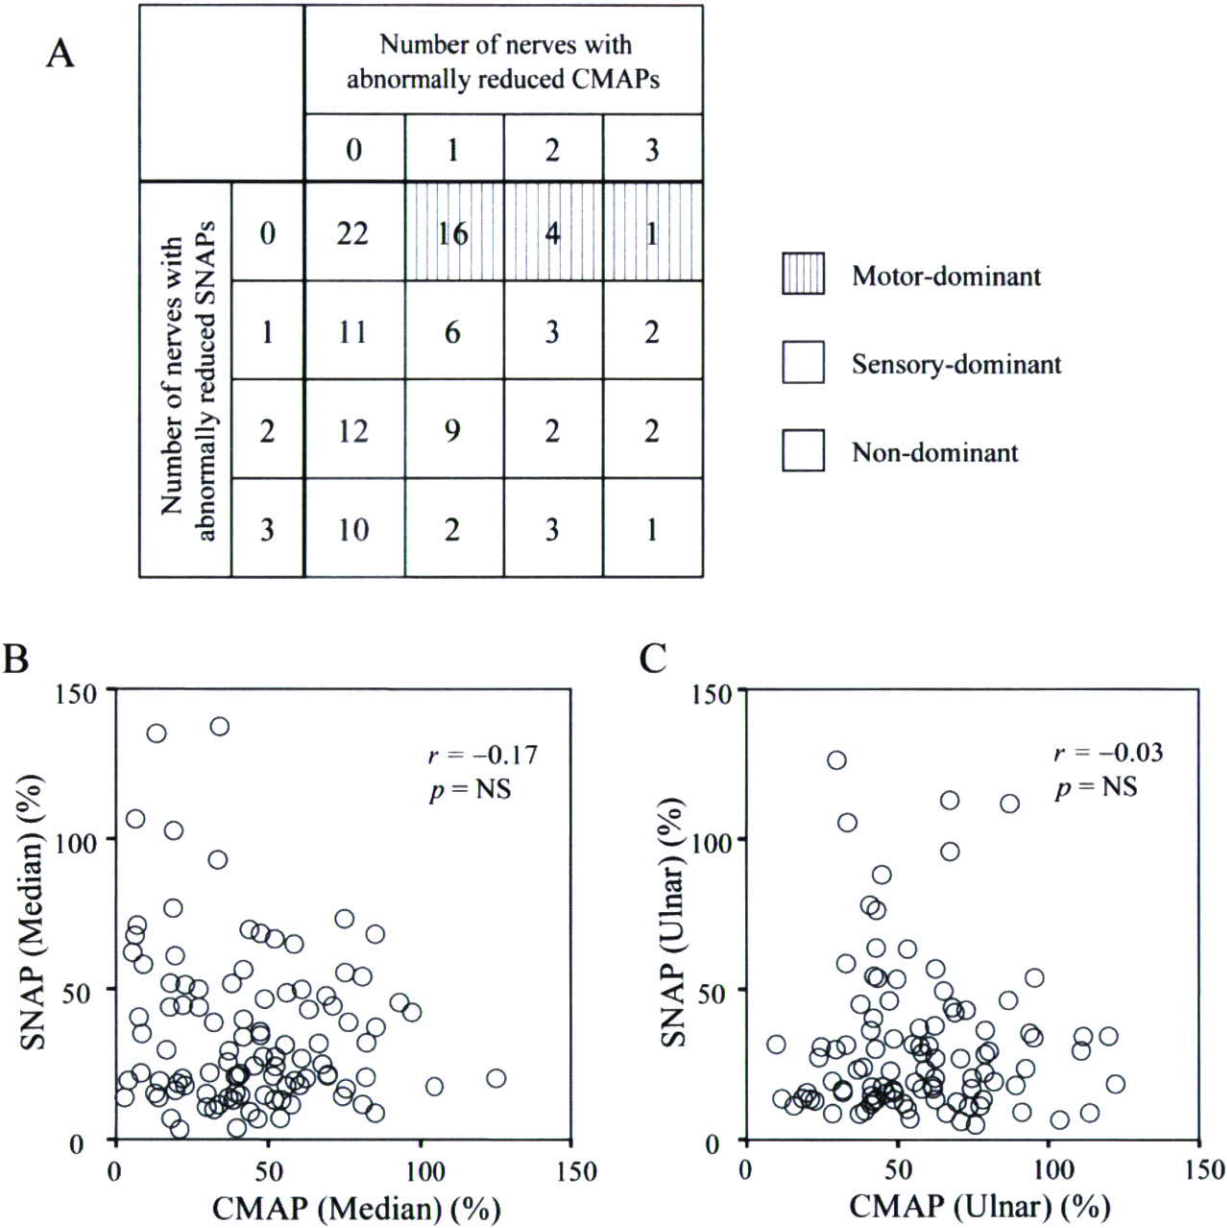 A
Number of nerves with
abnormally reduced CMAPs
0 1 2 3
Number of nerves with
abnormally reduced SNAPs
0 22 16 4 1
1 11 6 3 2
2 12 9 2 2
3 10 2 3 1
Motor-dominant
Sensory-dominant
Non-dominant
B
150
100
50
0
SNAP (Median) (%)
r = −0.17
p = NS
0 50 100 150
CMAP (Median) (%)
C
150
100
50
0
SNAP (Ulnar) (%)
r = −0.03
p = NS
0 50 100 150
CMAP (Ulnar) (%)